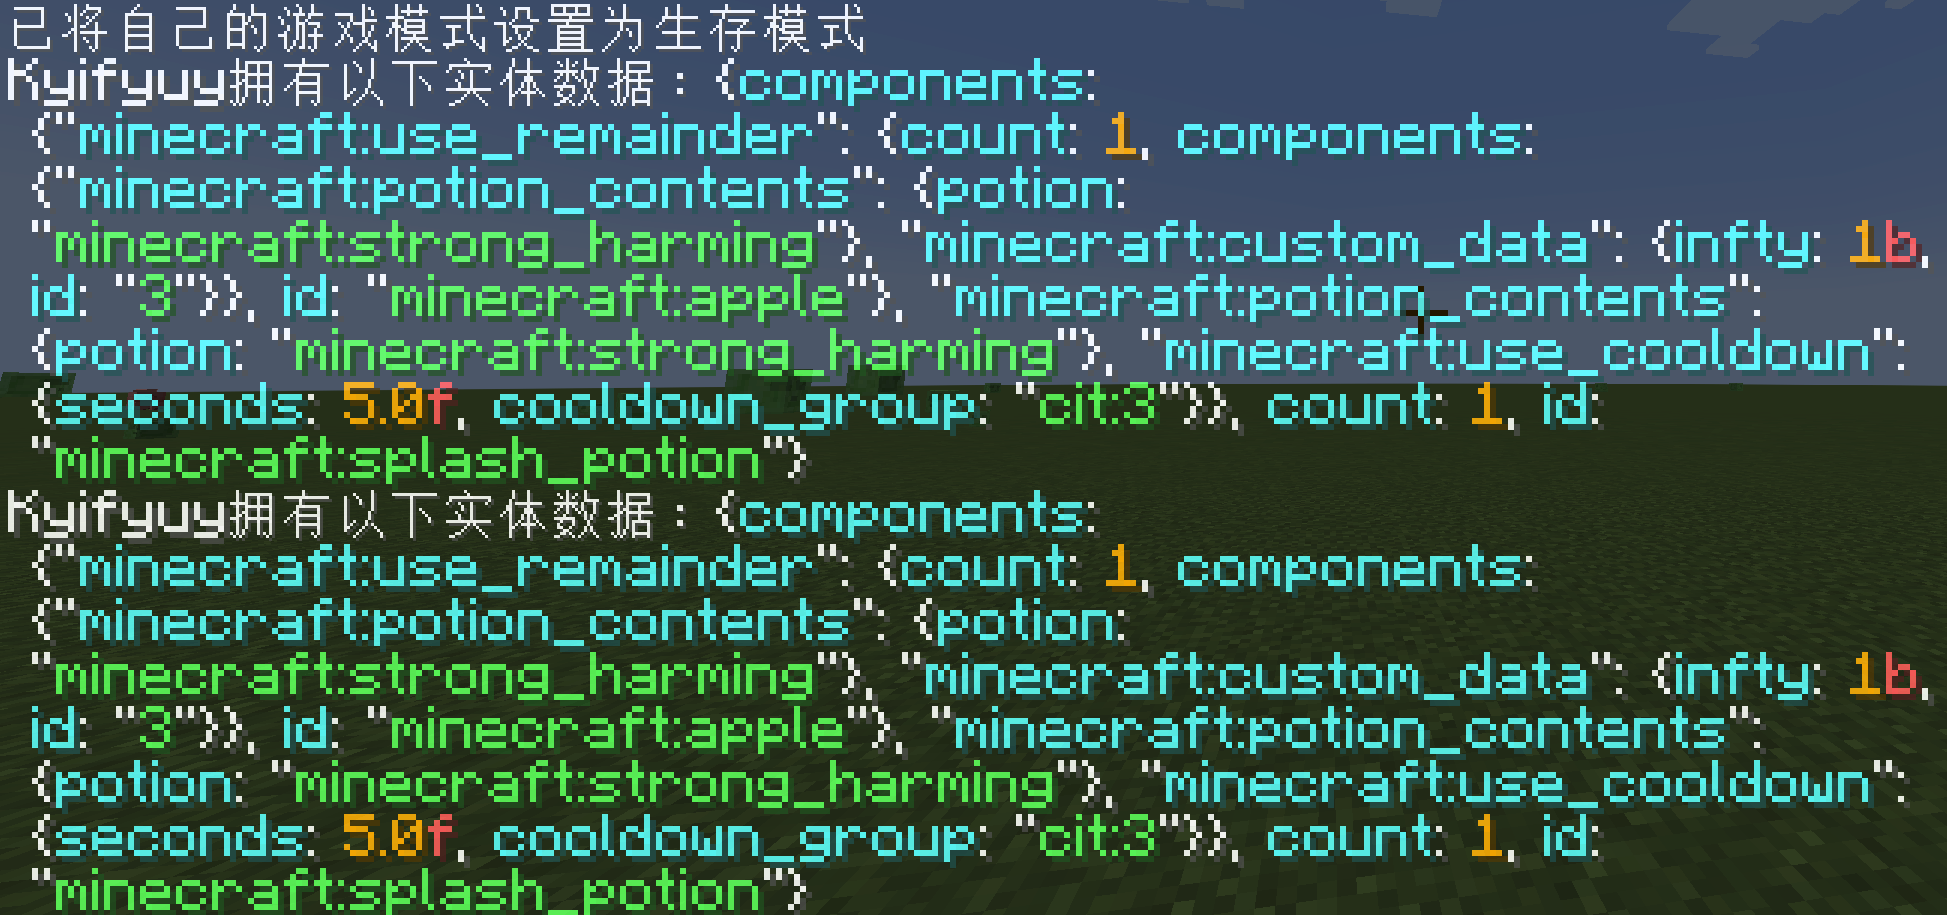 已将自己的游戏模式设置为生存模式
Kyifyuy拥有以下实体数据：{components:
{"minecraft:use_remainder": {count: 1, components:
{"minecraft:potion_contents": {potion:
"minecraft:strong_harming"}, "minecraft:custom_data": {infty: 1b,
id: "3"}}, id: "minecraft:apple"}, "minecraft:potion_contents":
{potion: "minecraft:strong_harming"}, "minecraft:use_cooldown":
{seconds: 5.0f, cooldown_group: "cit:3"}}, count: 1, id:
"minecraft:splash_potion"}
Kyifyuy拥有以下实体数据：{components:
{"minecraft:use_remainder": {count: 1, components:
{"minecraft:potion_contents": {potion:
"minecraft:strong_harming"}, "minecraft:custom_data": {infty: 1b,
id: "3"}}, id: "minecraft:apple"}, "minecraft:potion_contents":
{potion: "minecraft:strong_harming"}, "minecraft:use_cooldown":
{seconds: 5.0f, cooldown_group: "cit:3"}}, count: 1, id:
"minecraft:splash_potion"}